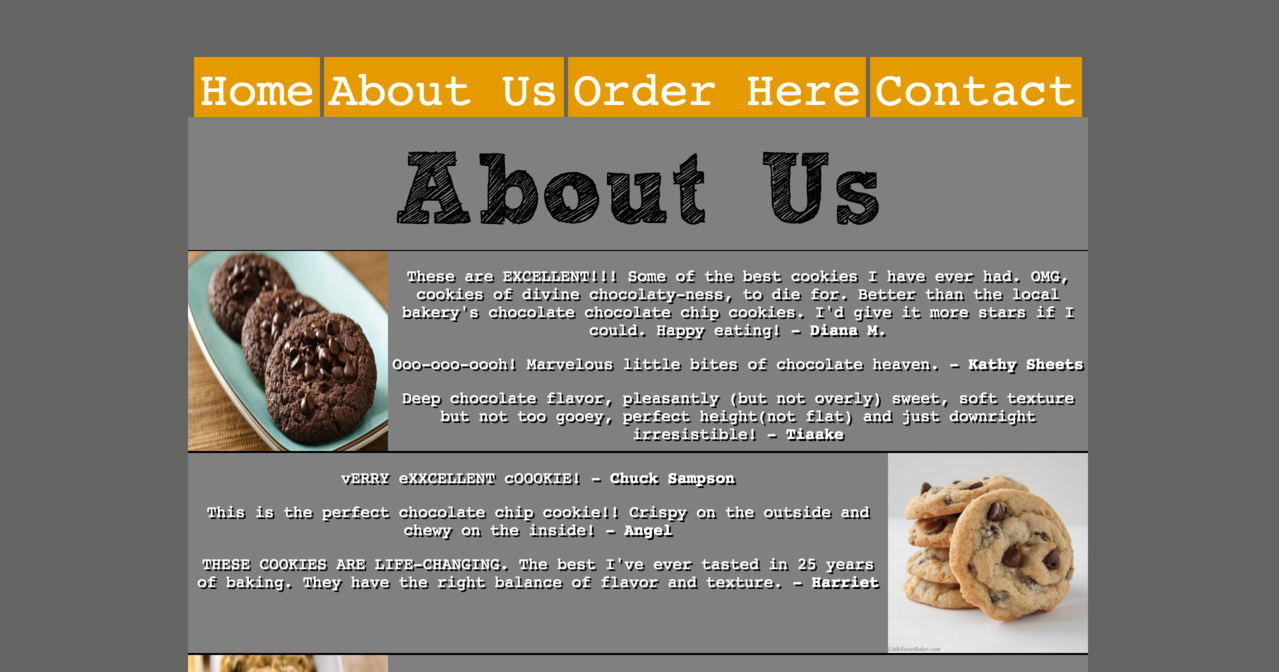 Home About Us Order Here Contact
About Us
These are EXCELLENT!!! Some of the best cookies I have ever had. OMG,
cookies of divine chocolaty-ness, to die for. Better than the local
bakery's chocolate chocolate chip cookies. I'd give it more stars if I
could. Happy eating! - Diana M.
Ooo-ooo-oooh! Marvelous little bites of chocolate heaven. - Kathy Sheets
Deep chocolate flavor, pleasantly (but not overly) sweet, soft texture
but not too gooey, perfect height(not flat) and just downright
irresistible! - Tiaake
vERRY eXXCELLENT cOOOKIE! - Chuck Sampson
This is the perfect chocolate chip cookie!! Crispy on the outside and
chewy on the inside! - Angel
THESE COOKIES ARE LIFE-CHANGING. The best I've ever tasted in 25 years
of baking. They have the right balance of flavor and texture. - Harriet
LittleSweetBaker.com